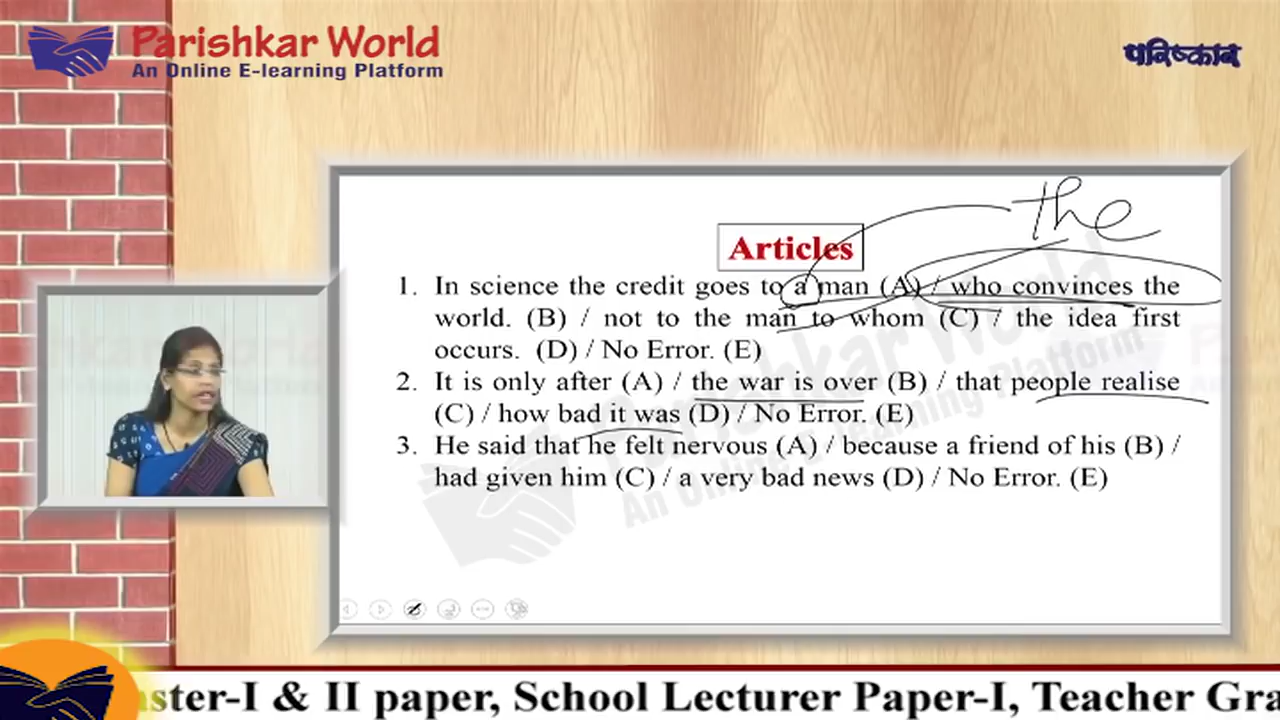 Parishkar World
An Online E-learning Platform
परिष्कार
the
Articles
1. In science the credit goes to a man (A) / who convinces the
world. (B) / not to the man to whom (C) / the idea first
occurs. (D) / No Error. (E)
2. It is only after (A) / the war is over (B) / that people realise
(C) / how bad it was (D) / No Error. (E)
3. He said that he felt nervous (A) / because a friend of his (B) /
had given him (C) / a very bad news (D) / No Error. (E)
ster-I & II paper, School Lecturer Paper-I, Teacher Gra